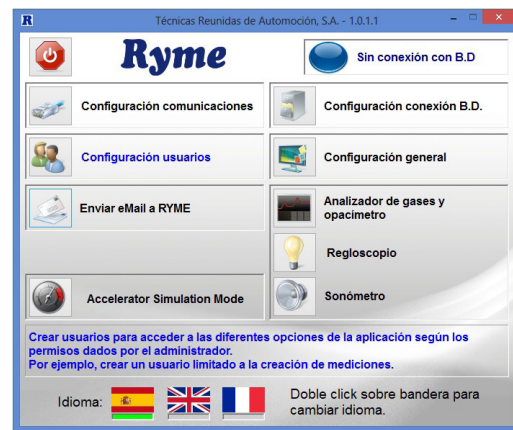 R
Técnicas Reunidas de Automoción, S.A. - 1.0.1.1
Ryme
Sin conexión con B.D
Configuración comunicaciones
Configuración conexión B.D.
Configuración usuarios
Configuración general
Enviar eMail a RYME
Analizador de gases y
opacímetro
Regloscopio
Accelerator Simulation Mode
Sonómetro
Crear usuarios para acceder a las diferentes opciones de la aplicación según los
permisos dados por el administrador.
Por ejemplo, crear un usuario limitado a la creación de mediciones.
Idioma:
Doble click sobre bandera para
cambiar idioma.